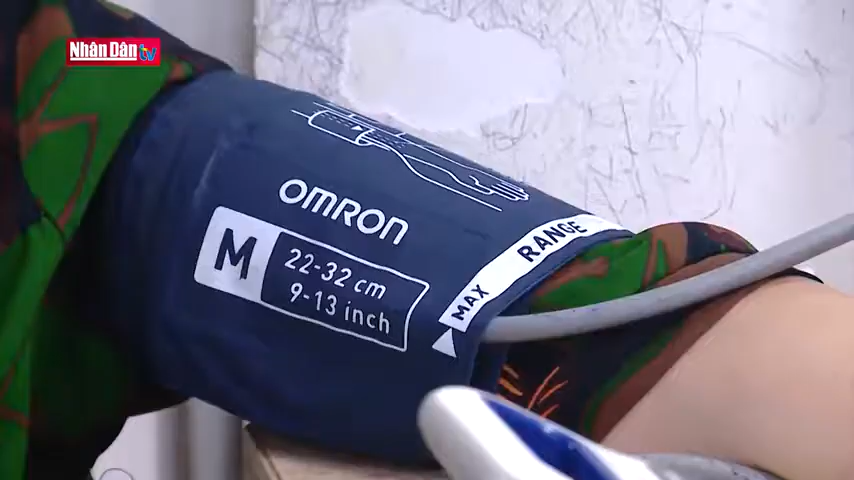 Nhân Dân tv
OMRON
M
22-32 cm
9-13 inch
MAX
RANGE